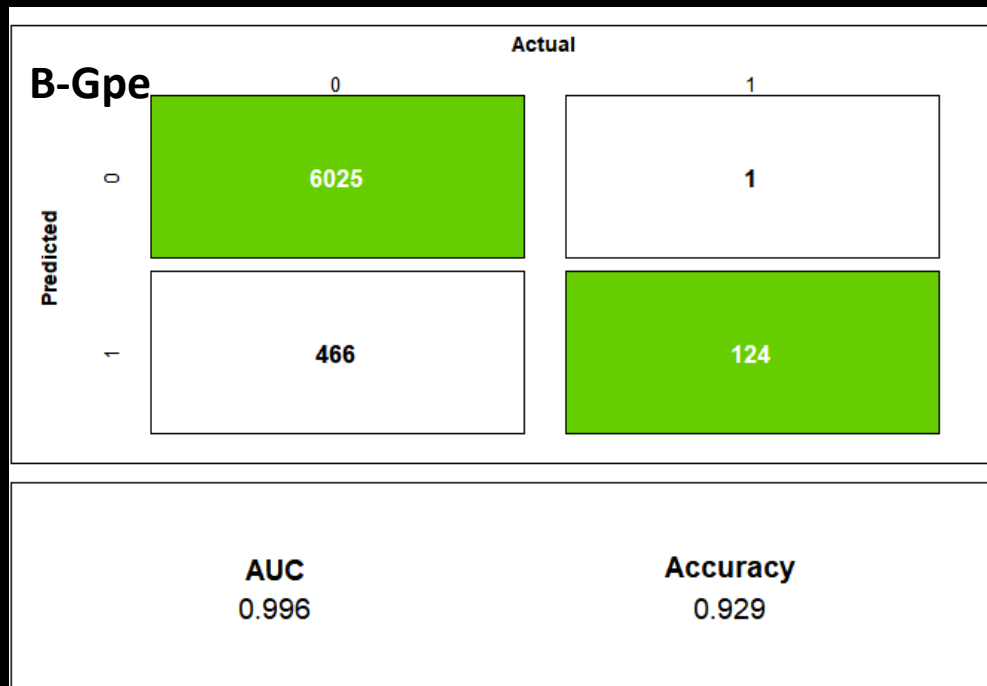 Actual
B-Gpe
0 1
0 6025 1
Predicted
1 466 124
AUC Accuracy
0.996 0.929